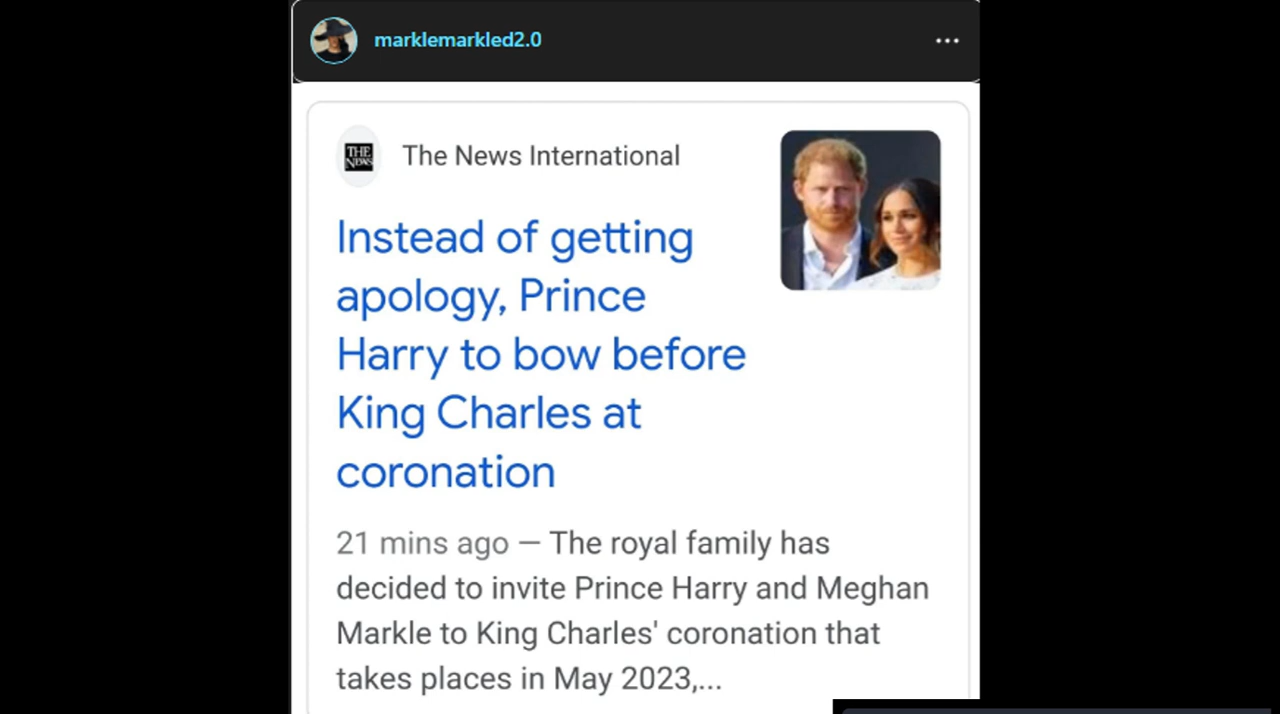 marklemarkled2.0
THE
NEWS
The News International
Instead of getting
apology, Prince
Harry to bow before
King Charles at
coronation
21 mins ago — The royal family has
decided to invite Prince Harry and Meghan
Markle to King Charles' coronation that
takes places in May 2023,...